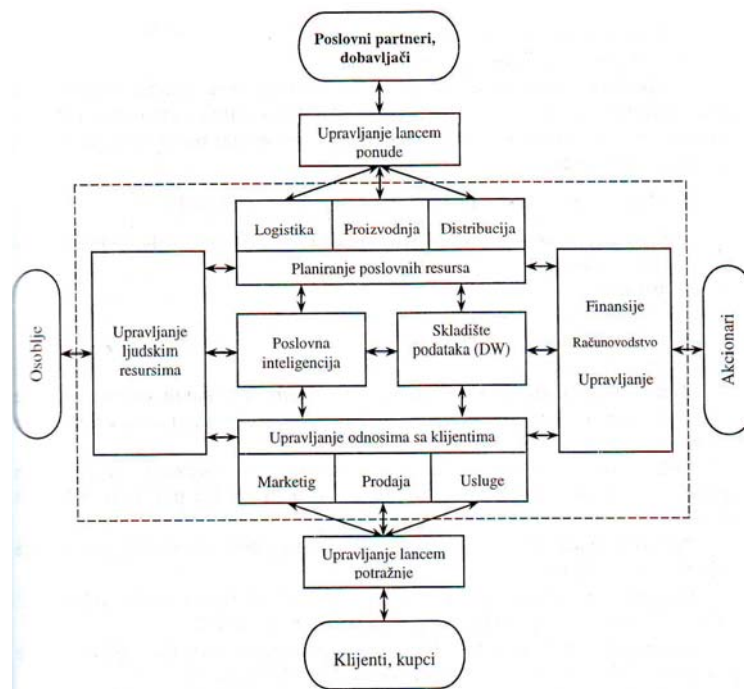 Poslovni partneri,
dobavljači
Upravljanje lancem
ponude
Logistika
Proizvodnja
Distribucija
Planiranje poslovnih resursa
Osoblje
Upravljanje
ljudskim
resursima
Poslovna
inteligencija
Skladište
podataka (DW)
Finansije
Računovodstvo
Upravljanje
Akcionari
Upravljanje odnosima sa klijentima
Marketig
Prodaja
Usluge
Upravljanje lancem
potražnje
Klijenti, kupci